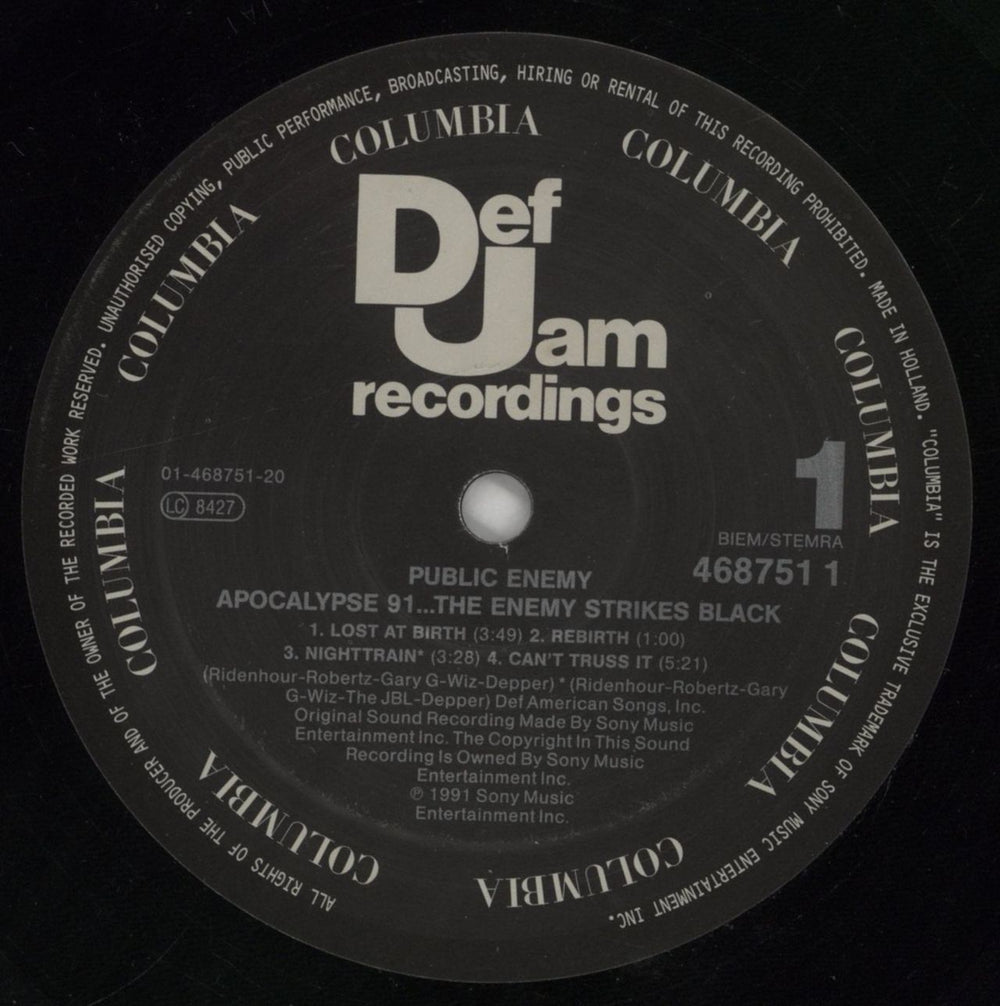 ALL RIGHTS OF THE PRODUCER AND OF THE OWNER OF THE RECORDED WORK RESERVED. UNAUTHORISED COPYING, PUBLIC PERFORMANCE, BROADCASTING, HIRING OR RENTAL OF THIS RECORDING PROHIBITED. MADE IN HOLLAND. "COLUMBIA" IS THE EXCLUSIVE TRADEMARK OF SONY MUSIC ENTERTAINMENT INC.
COLUMBIA
COLUMBIA
COLUMBIA
COLUMBIA
COLUMBIA
COLUMBIA
COLUMBIA
COLUMBIA
COLUMBIA
Def
Jam
recordings
01-468751-20
LC 8427
1
BIEM/STEMRA
468751 1
PUBLIC ENEMY
APOCALYPSE 91...THE ENEMY STRIKES BLACK
1. LOST AT BIRTH (3:49) 2. REBIRTH (1:00)
3. NIGHTTRAIN* (3:28) 4. CAN'T TRUSS IT (5:21)
(Ridenhour-Robertz-Gary G-Wiz-Depper) * (Ridenhour-Robertz-Gary
G-Wiz-The JBL-Depper) Def American Songs, Inc.
Original Sound Recording Made By Sony Music
Entertainment Inc. The Copyright In This Sound
Recording Is Owned By Sony Music
Entertainment Inc.
℗ 1991 Sony Music
Entertainment Inc.